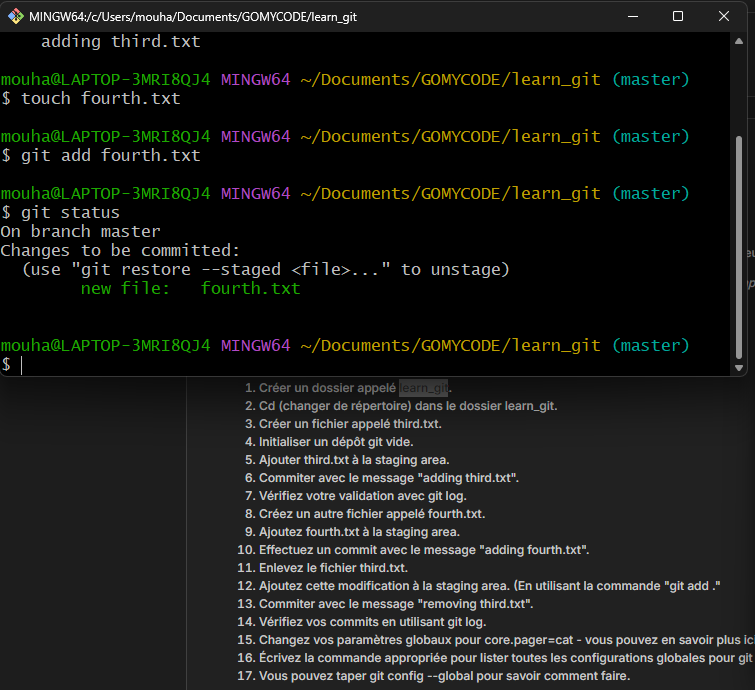 MINGW64:/c/Users/mouha/Documents/GOMYCODE/learn_git
adding third.txt
mouha@LAPTOP-3MRI8QJ4 MINGW64 ~/Documents/GOMYCODE/learn_git (master)
$ touch fourth.txt
mouha@LAPTOP-3MRI8QJ4 MINGW64 ~/Documents/GOMYCODE/learn_git (master)
$ git add fourth.txt
mouha@LAPTOP-3MRI8QJ4 MINGW64 ~/Documents/GOMYCODE/learn_git (master)
$ git status
On branch master
Changes to be committed:
(use "git restore --staged <file>..." to unstage)
new file:   fourth.txt
mouha@LAPTOP-3MRI8QJ4 MINGW64 ~/Documents/GOMYCODE/learn_git (master)
$
1. Créer un dossier appelé learn_git.
2. Cd (changer de répertoire) dans le dossier learn_git.
3. Créer un fichier appelé third.txt.
4. Initialiser un dépôt git vide.
5. Ajouter third.txt à la staging area.
6. Commiter avec le message "adding third.txt".
7. Vérifiez votre validation avec git log.
8. Créez un autre fichier appelé fourth.txt.
9. Ajoutez fourth.txt à la staging area.
10. Effectuez un commit avec le message "adding fourth.txt".
11. Enlevez le fichier third.txt.
12. Ajoutez cette modification à la staging area. (En utilisant la commande "git add ."
13. Commiter avec le message "removing third.txt".
14. Vérifiez vos commits en utilisant git log.
15. Changez vos paramètres globaux pour core.pager=cat - vous pouvez en savoir plus ici
16. Écrivez la commande appropriée pour lister toutes les configurations globales pour git
17. Vous pouvez taper git config --global pour savoir comment faire.